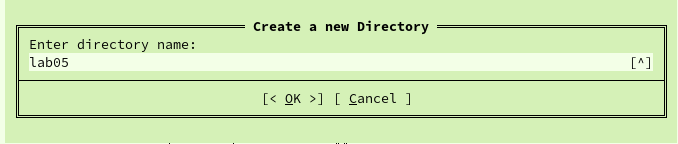 Create a new Directory
Enter directory name:
lab05 [^]
[< OK >] [ Cancel ]